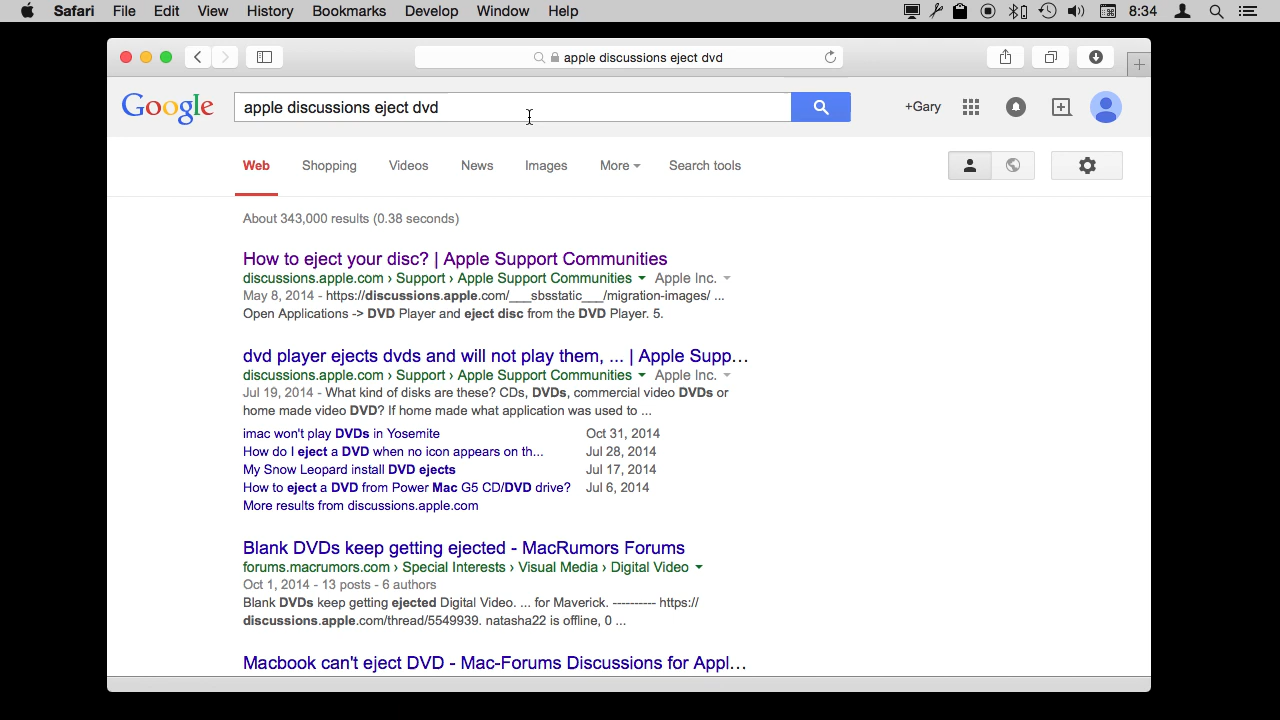 Safari File Edit View History Bookmarks Develop Window Help 8:34
apple discussions eject dvd
Google apple discussions eject dvd +Gary
Web Shopping Videos News Images More Search tools
About 343,000 results (0.38 seconds)
How to eject your disc? | Apple Support Communities
discussions.apple.com › Support › Apple Support Communities Apple Inc.
May 8, 2014 - https://discussions.apple.com/___sbsstatic___/migration-images/ ...
Open Applications -> DVD Player and eject disc from the DVD Player. 5.
dvd player ejects dvds and will not play them, ... | Apple Supp...
discussions.apple.com › Support › Apple Support Communities Apple Inc.
Jul 19, 2014 - What kind of disks are these? CDs, DVDs, commercial video DVDs or
home made video DVD? If home made what application was used to ...
imac won't play DVDs in Yosemite Oct 31, 2014
How do I eject a DVD when no icon appears on th... Jul 28, 2014
My Snow Leopard install DVD ejects Jul 17, 2014
How to eject a DVD from Power Mac G5 CD/DVD drive? Jul 6, 2014
More results from discussions.apple.com
Blank DVDs keep getting ejected - MacRumors Forums
forums.macrumors.com › Special Interests › Visual Media › Digital Video
Oct 1, 2014 - 13 posts - 6 authors
Blank DVDs keep getting ejected Digital Video. ... for Maverick. ---------- https://
discussions.apple.com/thread/5549939. natasha22 is offline, 0 ...
Macbook can't eject DVD - Mac-Forums Discussions for Appl...